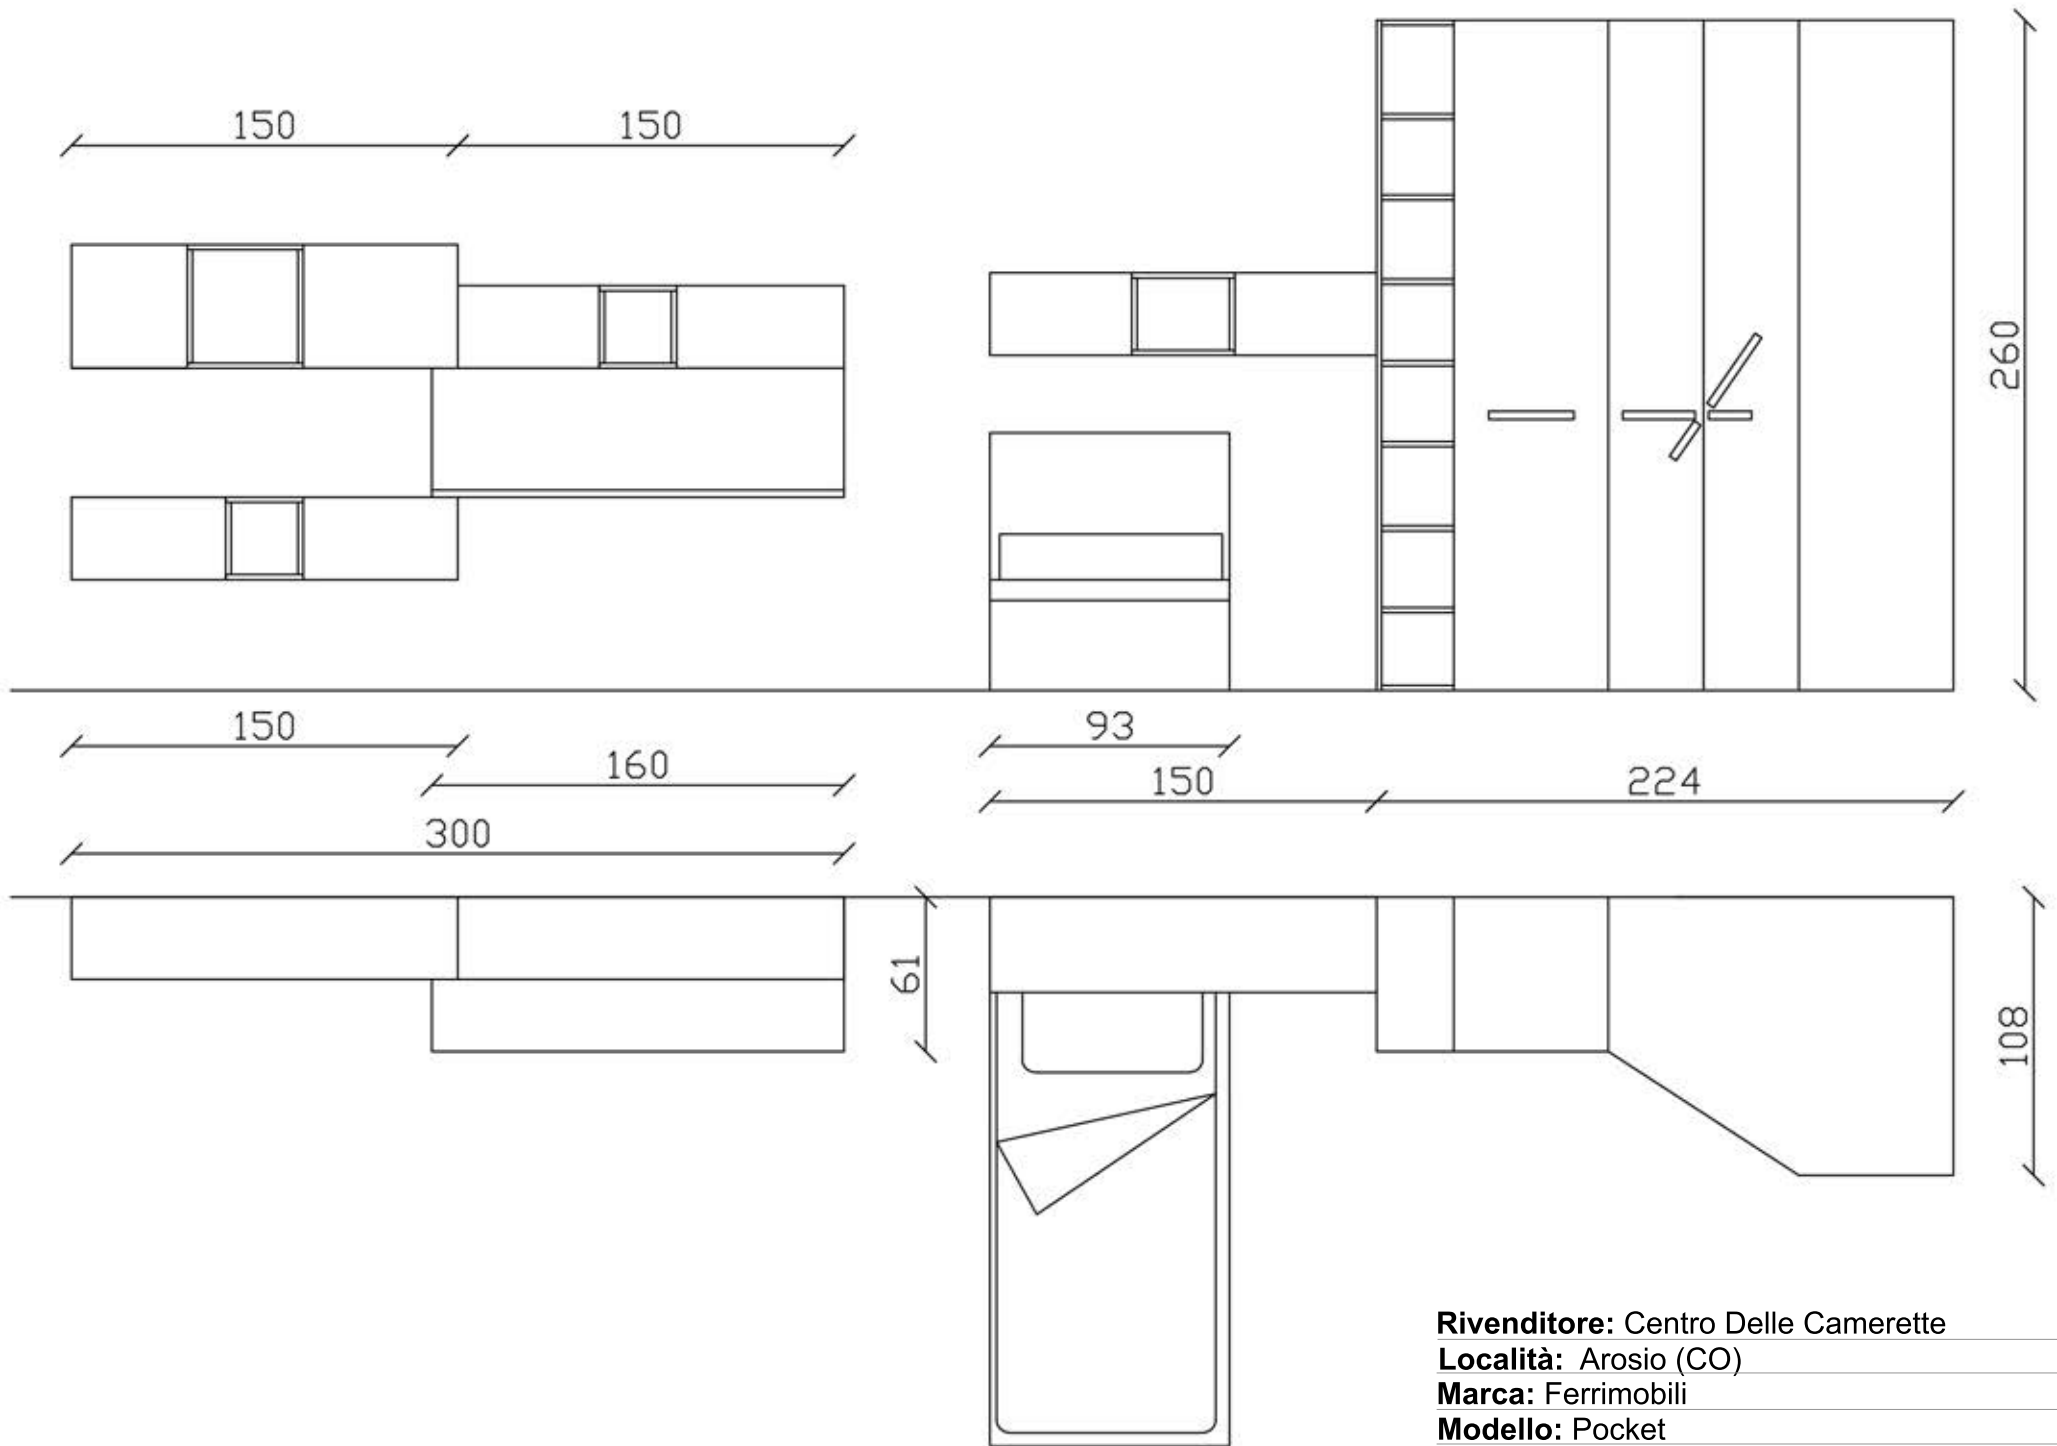 150
150
260
150
93
160
150
224
300
61
108
Rivenditore: Centro Delle Camerette
Località: Arosio (CO)
Marca: Ferrimobili
Modello: Pocket